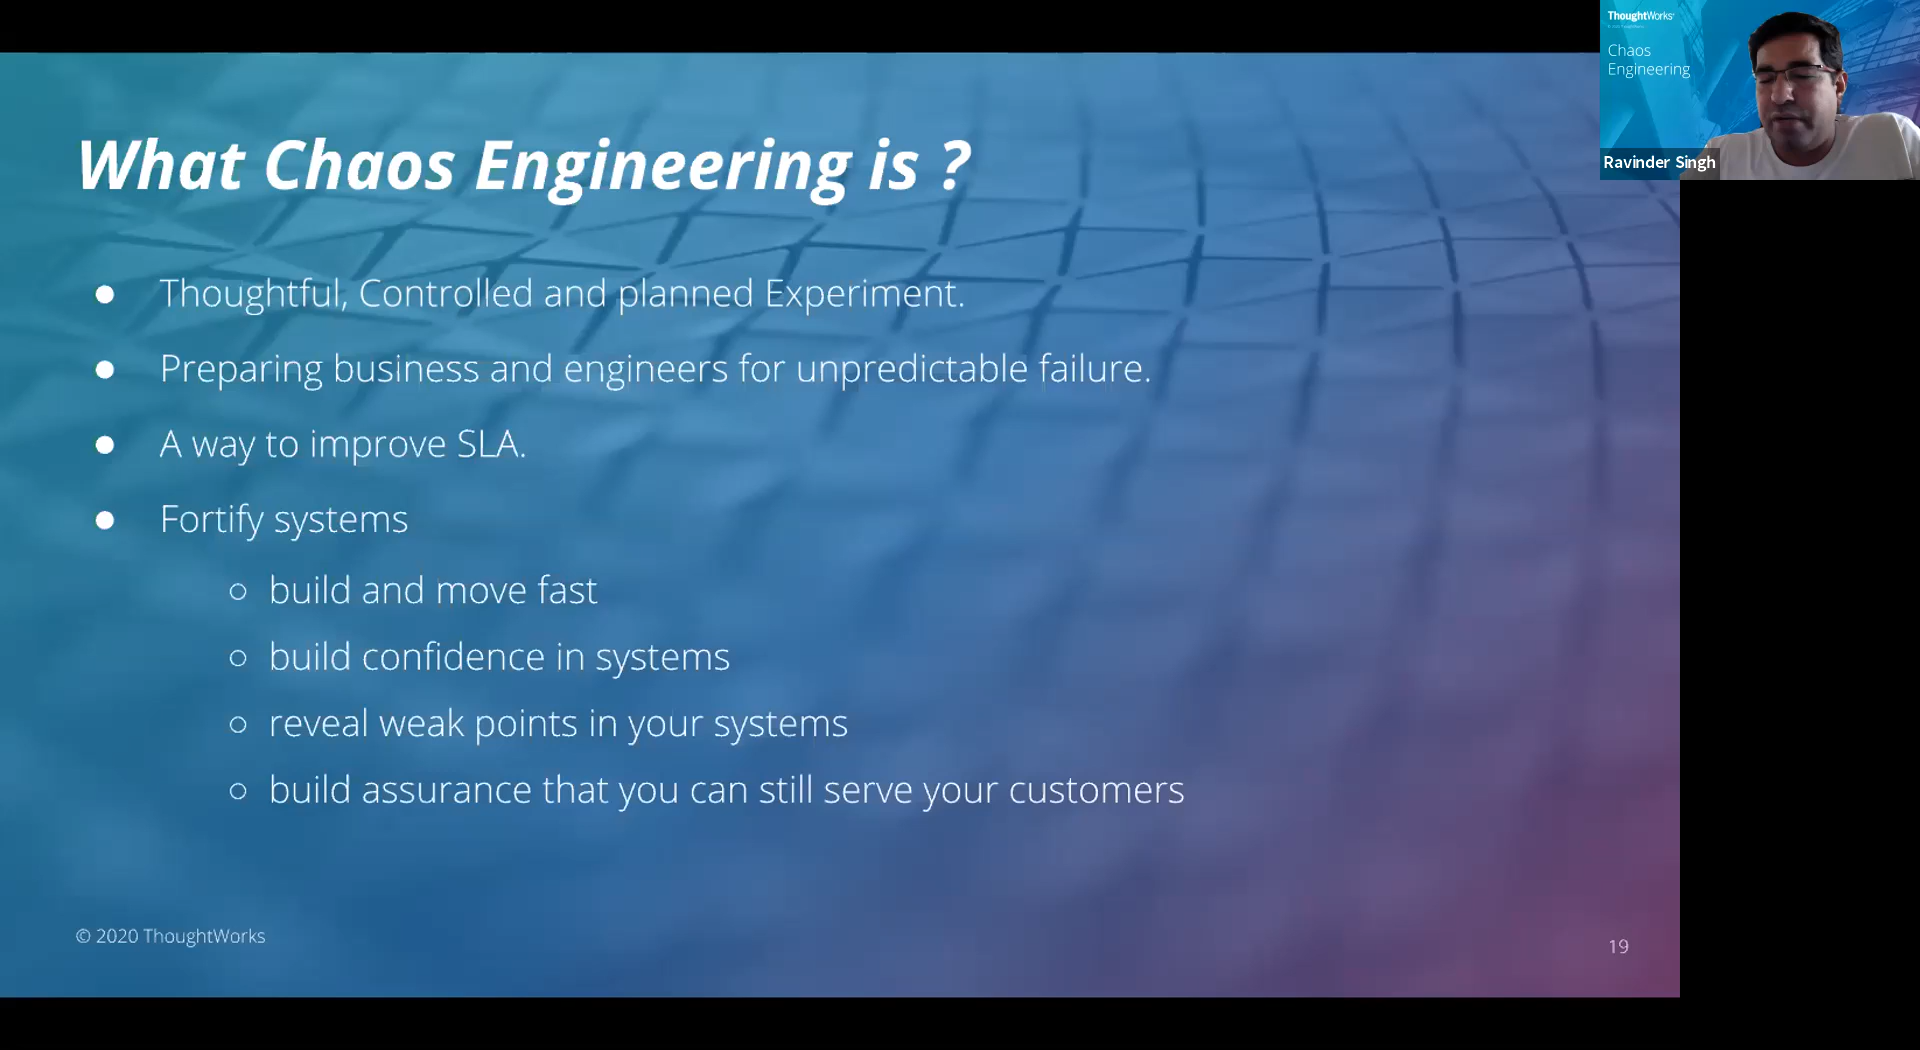 ThoughtWorks
Chaos
Engineering
Ravinder Singh
What Chaos Engineering is ?
● Thoughtful, Controlled and planned Experiment.
● Preparing business and engineers for unpredictable failure.
● A way to improve SLA.
● Fortify systems
○ build and move fast
○ build confidence in systems
○ reveal weak points in your systems
○ build assurance that you can still serve your customers
© 2020 ThoughtWorks
19